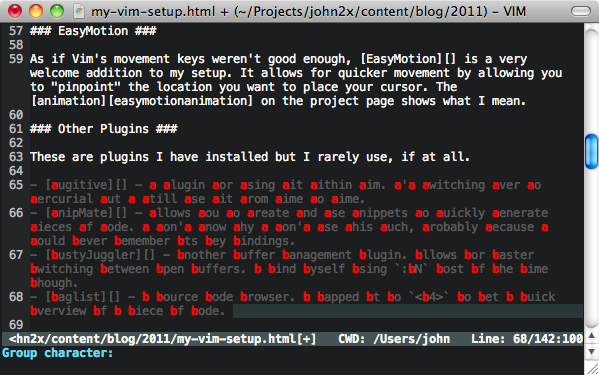 my-vim-setup.html + (~/Projects/john2x/content/blog/2011) - VIM
57 ### EasyMotion ###
58
59 As if Vim's movement keys weren't good enough, [EasyMotion][] is a very
welcome addition to my setup. It allows for quicker movement by allowing you
to "pinpoint" the location you want to place your cursor. The
[animation][easymotionanimation] on the project page shows what I mean.
60
61 ### Other Plugins ###
62
63 These are plugins I have installed but I rarely use, if at all.
64
65 - [augitive][] - a alugin aor asing ait aithin aim. a'a awitching aver ao
aercurial aut a atill ase ait arom aime ao aime.
66 - [anipMate][] - allows aou ao areate and ase anippets ao auickly aenerate
aieces af aode. a aon'a anow ahy a aon'a ase ahis auch, arobably aecause a
aould bever bemember bts bey bindings.
67 - [bustyJuggler][] - bnother buffer banagement blugin. bllows bor baster
bwitching between bpen buffers. b bind byself bsing `:bN` bost bf bhe bime
bhough.
68 - [baglist][] - b bource bode browser. b bapped bt bo `<b4>` bo bet b buick
bverview bf b biece bf bode.
69
<hn2x/content/blog/2011/my-vim-setup.html[+] CWD: /Users/john Line: 68/142:100
Group character: